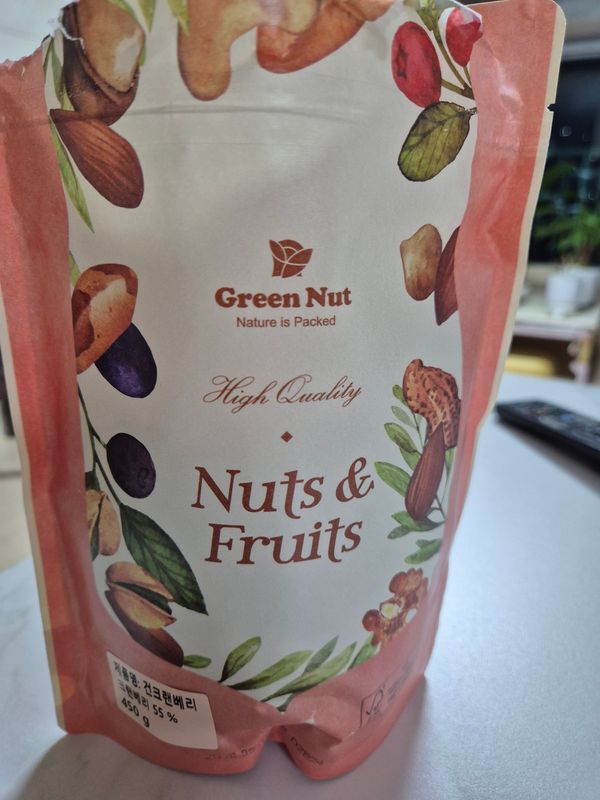 Green Nut
Nature is Packed
High Quality
Nuts &
Fruits
제품명: 건크랜베리
크랜베리 55 %
450 g